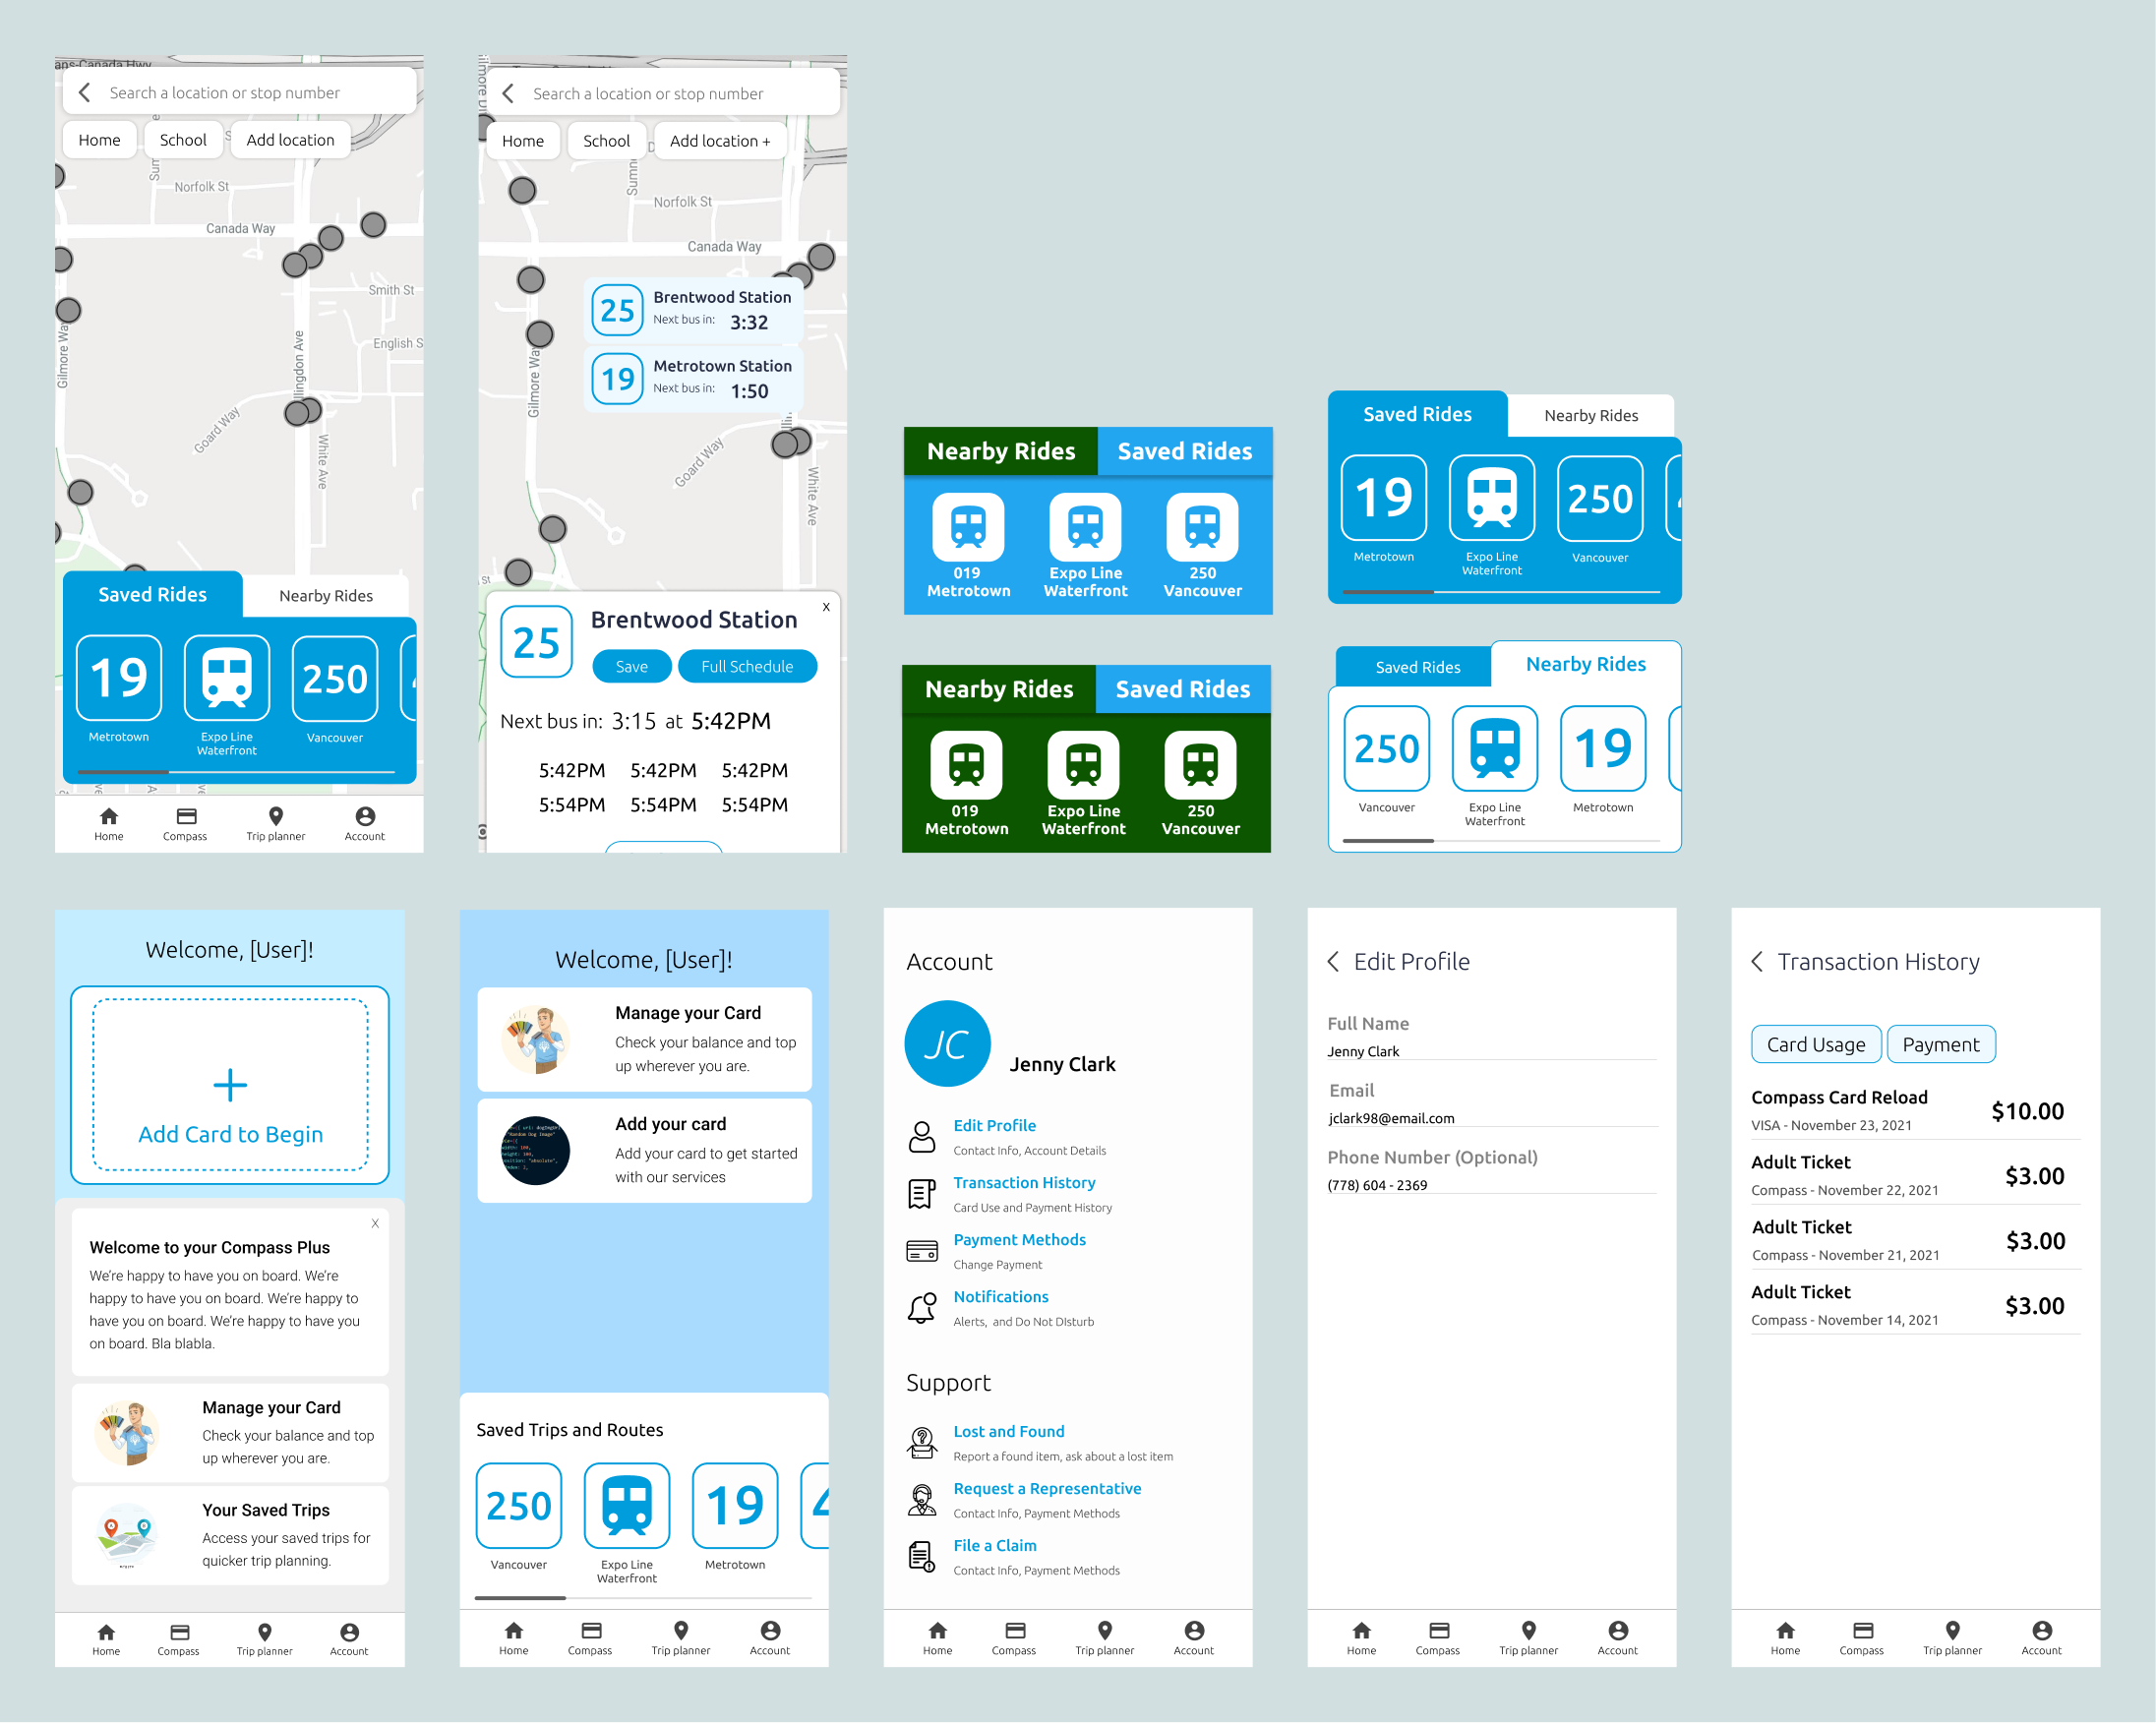 ans-Canada Hwy
Search a location or stop number
Home
School
Add location
Norfolk St
Canada Way
Smith St
English S
Gilmore Way
llingdon Ave
Goard Way
White Ave
Saved Rides
Nearby Rides
19
250
Metrotown
Expo Line
Waterfront
Vancouver
Home
Compass
Trip planner
Account
Search a location or stop number
Home
School
Add location +
Norfolk St
Canada Way
25
Brentwood Station
Next bus in:
3:32
19
Metrotown Station
Next bus in:
1:50
Gilmore Way
Goard Way
White Ave
25
Brentwood Station
x
Save
Full Schedule
Next bus in: 3:15 at 5:42PM
5:42PM 5:42PM 5:42PM
5:54PM 5:54PM 5:54PM
Nearby Rides
Saved Rides
019
Metrotown
Expo Line
Waterfront
250
Vancouver
Nearby Rides
Saved Rides
019
Metrotown
Expo Line
Waterfront
250
Vancouver
Saved Rides
Nearby Rides
19
250
Metrotown
Expo Line
Waterfront
Vancouver
Saved Rides
Nearby Rides
250
19
Vancouver
Expo Line
Waterfront
Metrotown
Welcome, [User]!
+
Add Card to Begin
X
Welcome to your Compass Plus
We're happy to have you on board. We're
happy to have you on board. We're happy to
have you on board. We're happy to have you
on board. Bla blabla.
Manage your Card
Check your balance and top
up wherever you are.
Your Saved Trips
Access your saved trips for
quicker trip planning.
Home
Compass
Trip planner
Account
Welcome, [User]!
Manage your Card
Check your balance and top
up wherever you are.
Add your card
Add your card to get started
with our services
Saved Trips and Routes
250
19
4
Vancouver
Expo Line
Waterfront
Metrotown
Home
Compass
Trip planner
Account
Account
JC
Jenny Clark
Edit Profile
Contact Info, Account Details
Transaction History
Card Use and Payment History
Payment Methods
Change Payment
Notifications
Alerts, and Do Not DIsturb
Support
Lost and Found
Report a found item, ask about a lost item
Request a Representative
Contact Info, Payment Methods
File a Claim
Contact Info, Payment Methods
Home
Compass
Trip planner
Account
Edit Profile
Full Name
Jenny Clark
Email
jclark98@email.com
Phone Number (Optional)
(778) 604 - 2369
Home
Compass
Trip planner
Account
Transaction History
Card Usage
Payment
Compass Card Reload
VISA - November 23, 2021
$10.00
Adult Ticket
Compass - November 22, 2021
$3.00
Adult Ticket
Compass - November 21, 2021
$3.00
Adult Ticket
Compass - November 14, 2021
$3.00
Home
Compass
Trip planner
Account